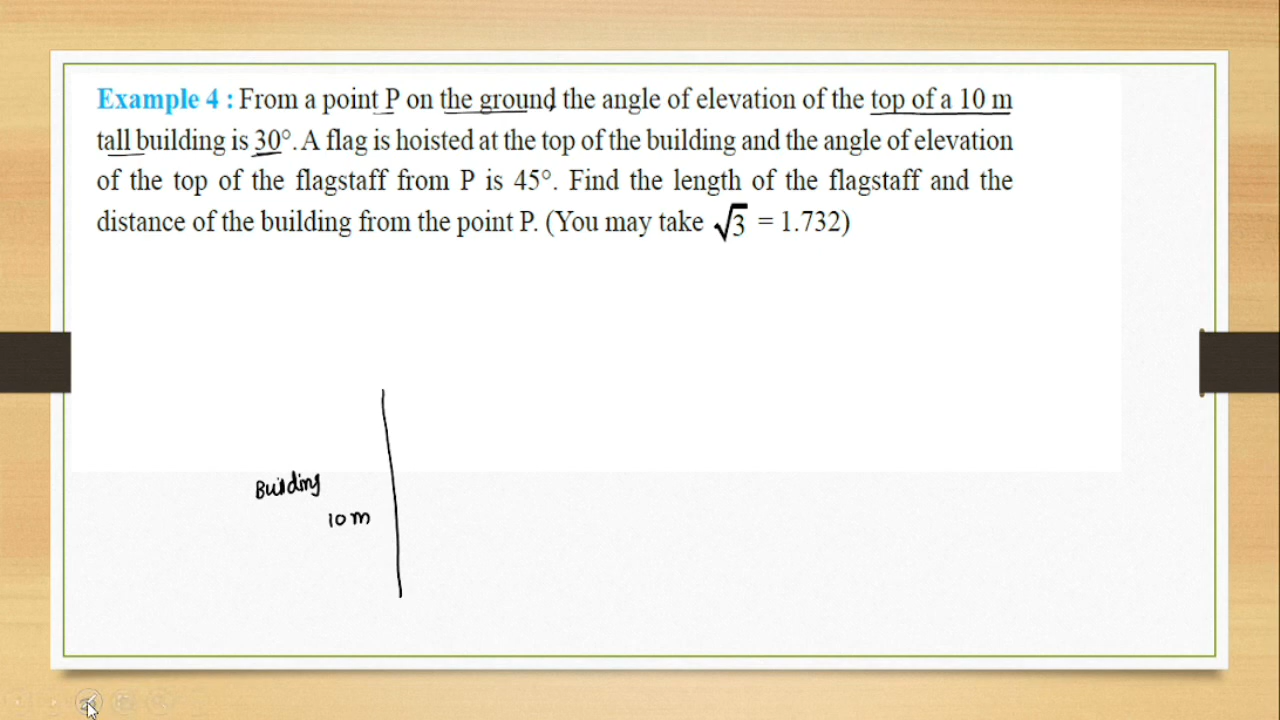 Example 4 : From a point P on the ground the angle of elevation of the top of a 10 m
tall building is 30°. A flag is hoisted at the top of the building and the angle of elevation
of the top of the flagstaff from P is 45°. Find the length of the flagstaff and the
distance of the building from the point P. (You may take √3 = 1.732)
Building
10 m